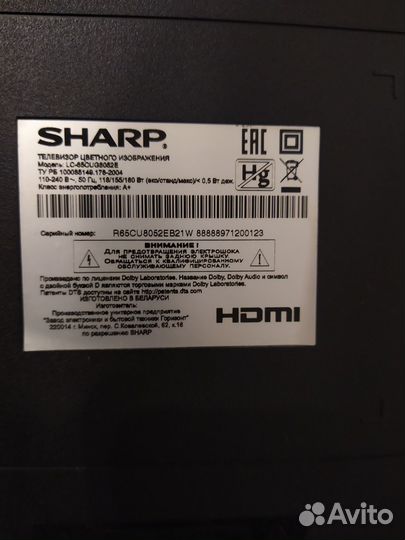 SHARP
EAC
ТЕЛЕВИЗОР ЦВЕТНОГО ИЗОБРАЖЕНИЯ
Модель: LC-65CUG8052E
ТУ РБ 100085149.178-2004
110-240 В ~, 50 Гц, 118/155/180 Вт (эко/станд/макс)/< 0,5 Вт деж.
Класс энергопотребления: А+
Hg
Серийный номер: R65CU8052EB21W 88888971200123
ВНИМАНИЕ !
ДЛЯ ПРЕДОТВРАЩЕНИЯ ЭЛЕКТРОШОКА
НЕ СНИМАТЬ ЗАДНЮЮ КРЫШКУ.
ОБРАЩАТЬСЯ К КВАЛИФИЦИРОВАННОМУ
ОБСЛУЖИВАЮЩЕМУ ПЕРСОНАЛУ.
Произведено по лицензии Dolby Laboratories. Название Dolby, Dolby Audio и символ
с двойной буквой D являются товарными знаками Dolby Laboratories.
Патенты DTS доступны на сайте http://patents.dts.com
ИЗГОТОВЛЕНО В БЕЛАРУСИ
Изготовитель:
Производственное унитарное предприятие
"Завод электроники и бытовой техники Горизонт"
220014 г. Минск, пер. С.Ковалевской, 62, к.16
по разрешению SHARP
HDMI
Avito